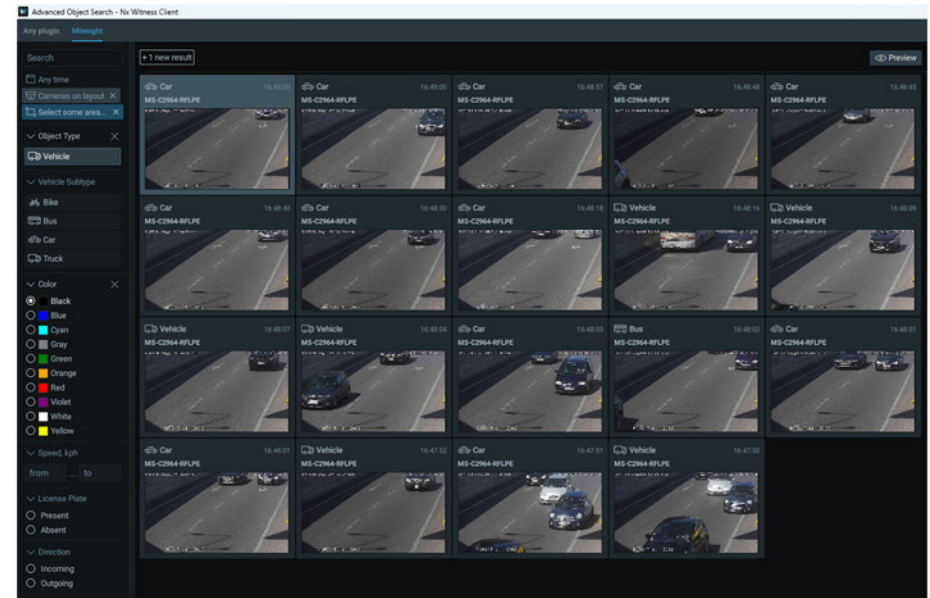 Advanced Object Search - Nx Witness Client
Any plugin Milesight
Search
Any time
Cameras on layout
Select some area...
Object Type
Vehicle
Vehicle Subtype
Bike
Bus
Car
Truck
Color
Black
Blue
Cyan
Gray
Green
Orange
Red
Violet
White
Yellow
Speed, kph
from ... to
License Plate
Present
Absent
Direction
Incoming
Outgoing
+ 1 new result
Preview
Car
MS-C2964-RFLPE
Car 16:49:00
MS-C2964-RFLPE
Car 16:48:57
MS-C2964-RFLPE
Car 16:48:48
MS-C2964-RFLPE
Car 16:48:45
MS-C2964-RFLPE
Car 16:48:40
MS-C2964-RFLPE
Car 16:48:30
MS-C2964-RFLPE
Car 16:48:18
MS-C2964-RFLPE
Vehicle 16:48:16
MS-C2964-RFLPE
Vehicle 16:48:09
MS-C2964-RFLPE
Vehicle 16:48:07
MS-C2964-RFLPE
Vehicle 16:48:04
MS-C2964-RFLPE
Car 16:48:03
MS-C2964-RFLPE
Bus 16:48:02
MS-C2964-RFLPE
Car 16:48:01
MS-C2964-RFLPE
Car 16:48:01
MS-C2964-RFLPE
Vehicle 16:47:52
MS-C2964-RFLPE
Car 16:47:51
MS-C2964-RFLPE
Vehicle 16:47:50
MS-C2964-RFLPE